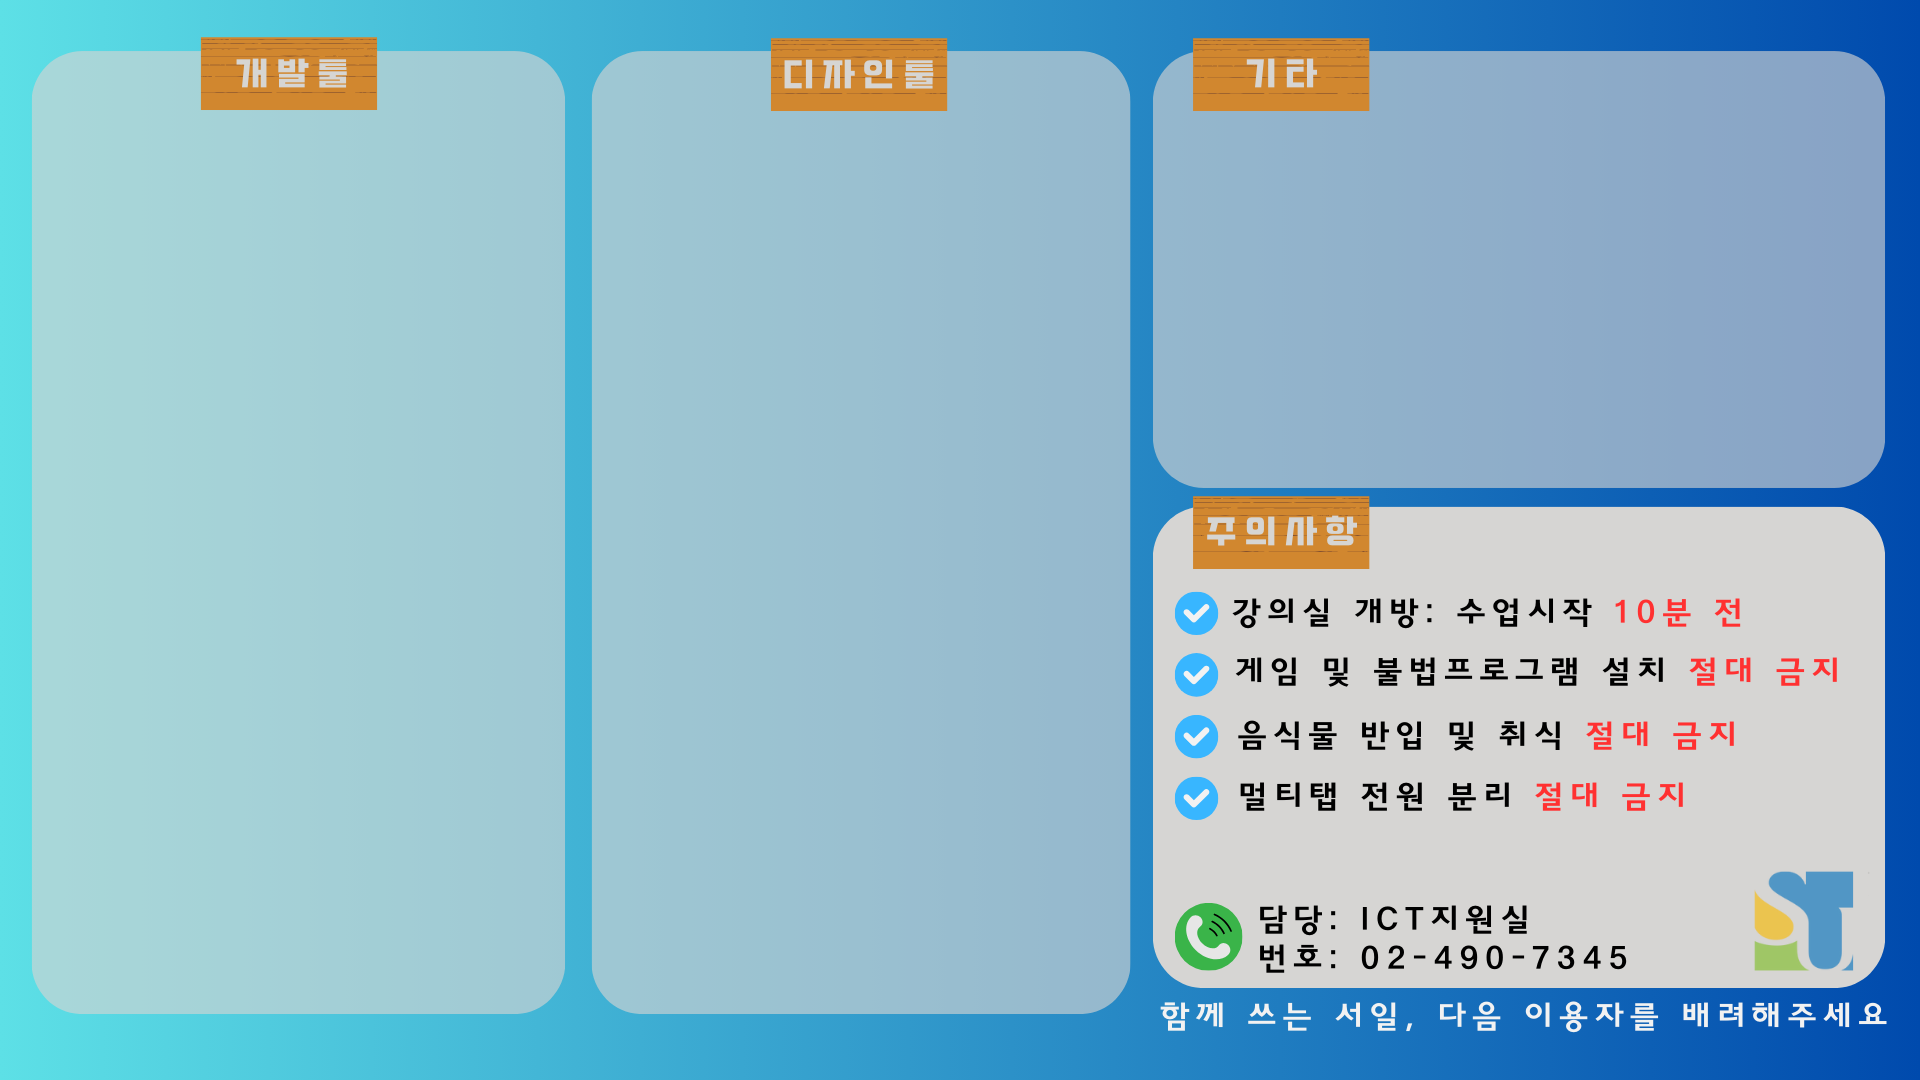 개발툴
디자인툴
기타
주의사항
강의실 개방: 수업시작 10분 전
게임 및 불법프로그램 설치 절대 금지
음식물 반입 및 취식 절대 금지
멀티탭 전원 분리 절대 금지
담당: ICT지원실
번호: 02-490-7345
함께 쓰는 서일, 다음 이용자를 배려해주세요